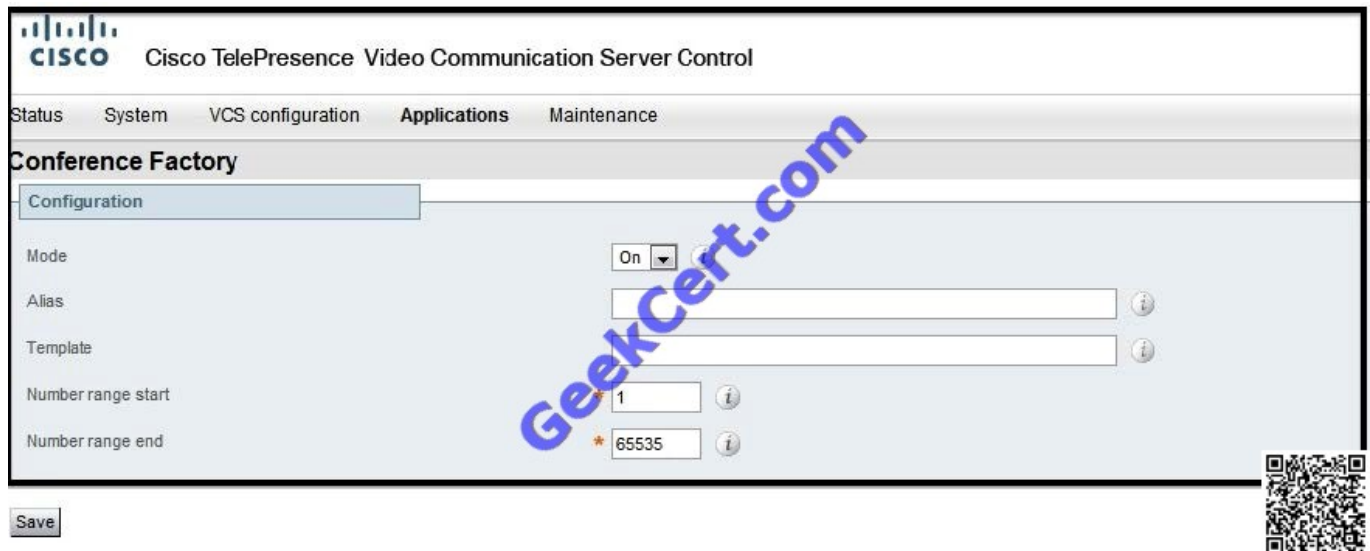 CISCO Cisco TelePresence Video Communication Server Control
Status System VCS configuration Applications Maintenance
Conference Factory
Configuration
Mode On i
Alias i
Template i
Number range start * 1 i
Number range end * 65535 i
Save
GeekCert.com